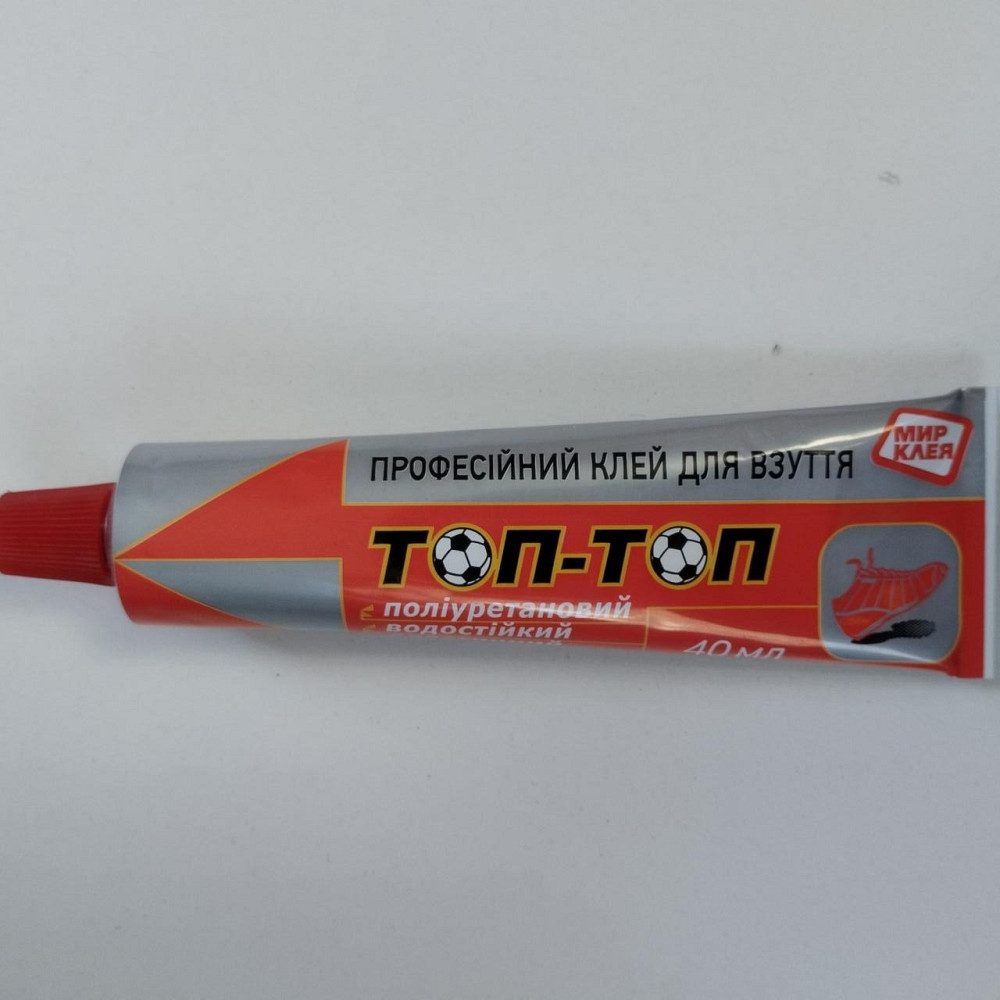 ПРОФЕСІЙНИЙ КЛЕЙ ДЛЯ ВЗУТТЯ
МИР
КЛЕЯ
ТОП-ТОП
поліуретановий
водостійкий
40 мл